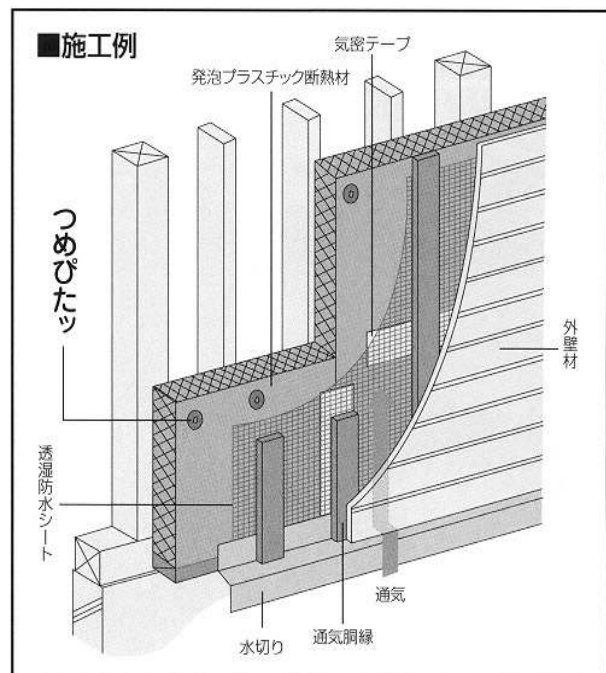 ■施工例
気密テープ
発泡プラスチック断熱材
つめぴたッ
外壁材
透湿防水シート
通気
通気胴縁
水切り